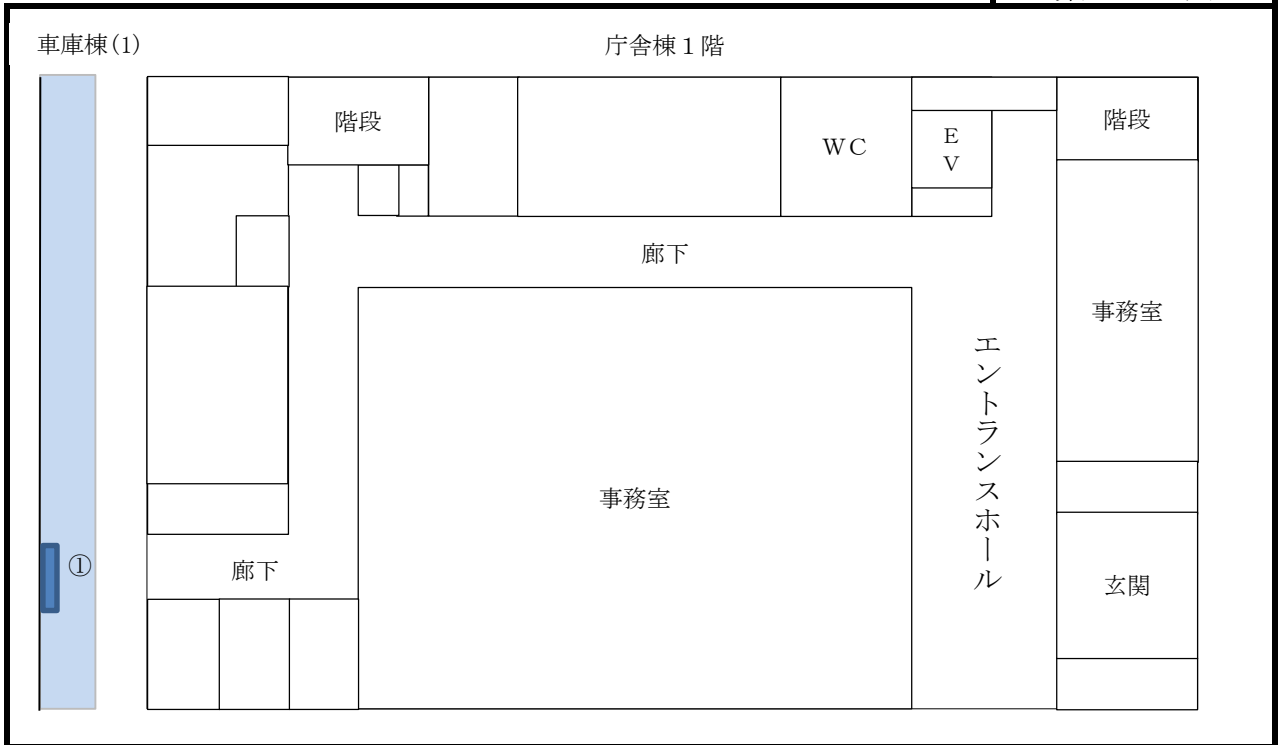 車庫棟(1)
庁舎棟１階
階段
ＷＣ
ＥＶ
階段
廊下
事務室
エントランスホール
事務室
①
廊下
玄関